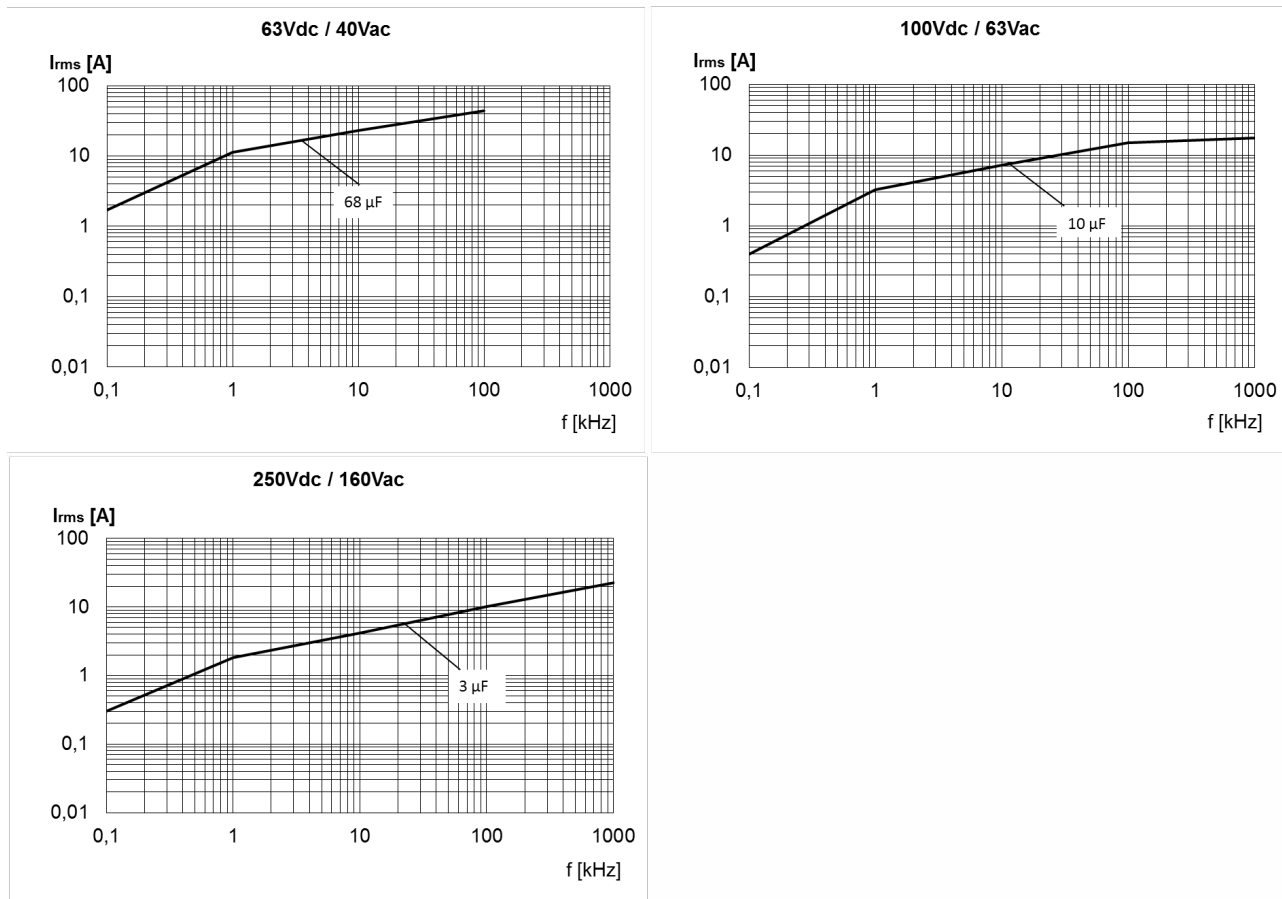 63Vdc / 40Vac
Irms [A]
100
10
1
0,1
0,01
68 µF
0,1 1 10 100 1000
f [kHz]
100Vdc / 63Vac
Irms [A]
100
10
1
0,1
0,01
10 µF
0,1 1 10 100 1000
f [kHz]
250Vdc / 160Vac
Irms [A]
100
10
1
0,1
0,01
3 µF
0,1 1 10 100 1000
f [kHz]